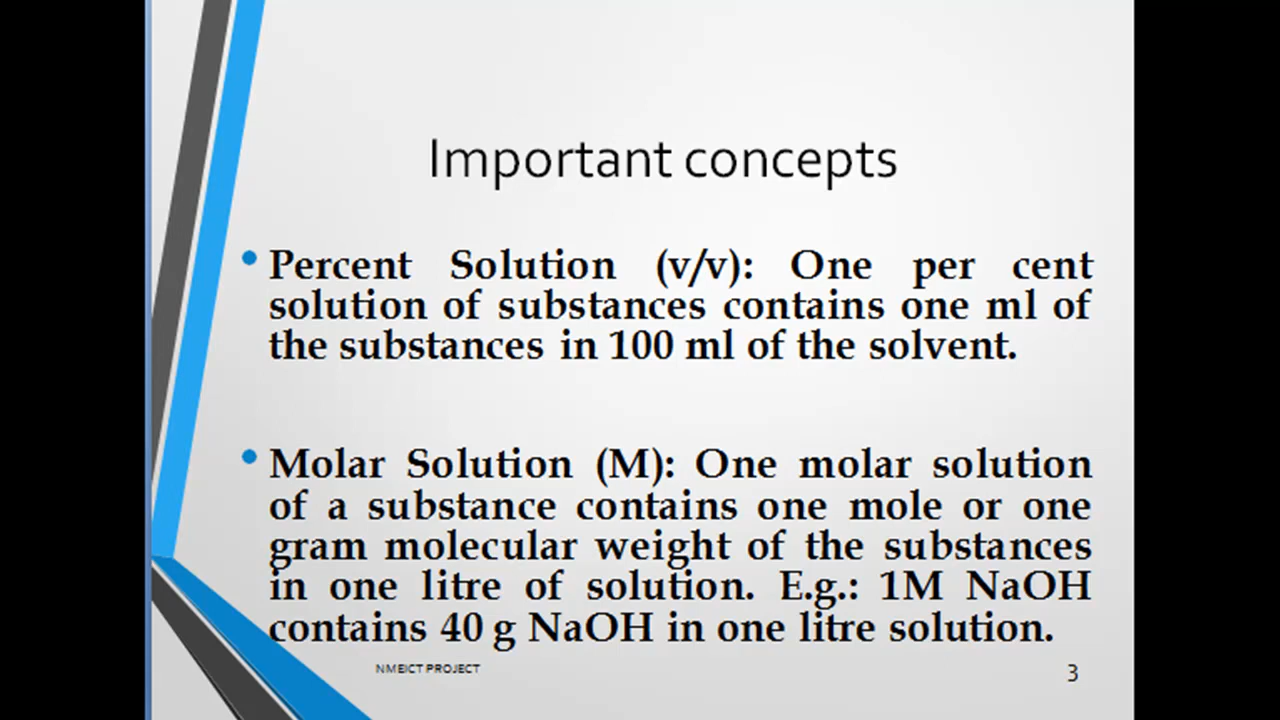 Important concepts
• Percent Solution (v/v): One per cent
solution of substances contains one ml of
the substances in 100 ml of the solvent.
• Molar Solution (M): One molar solution
of a substance contains one mole or one
gram molecular weight of the substances
in one litre of solution. E.g.: 1M NaOH
contains 40 g NaOH in one litre solution.
NMEICT PROJECT
3